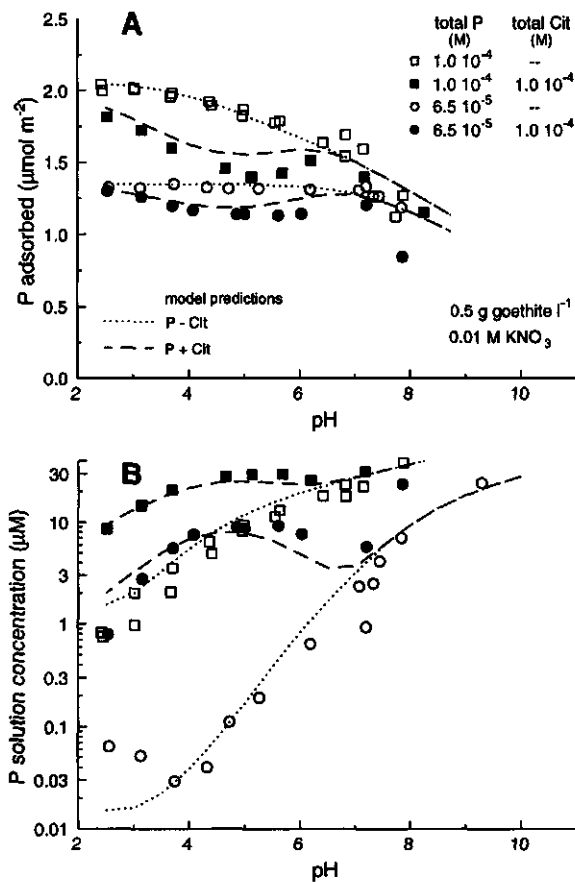 A
total P total Cit
(M) (M)
1.0 10⁻⁴ --
1.0 10⁻⁴ 1.0 10⁻⁴
6.5 10⁻⁵ --
6.5 10⁻⁵ 1.0 10⁻⁴
2.5
2.0
1.5
1.0
0.5
0.0
P adsorbed (µmol m⁻²)
model predictions
P - Cit
P + Cit
0.5 g goethite l⁻¹
0.01 M KNO₃
2 4 6 8 10
pH
B
30
10
3
1
0.3
0.1
0.03
0.01
P solution concentration (µM)
2 4 6 8 10
pH